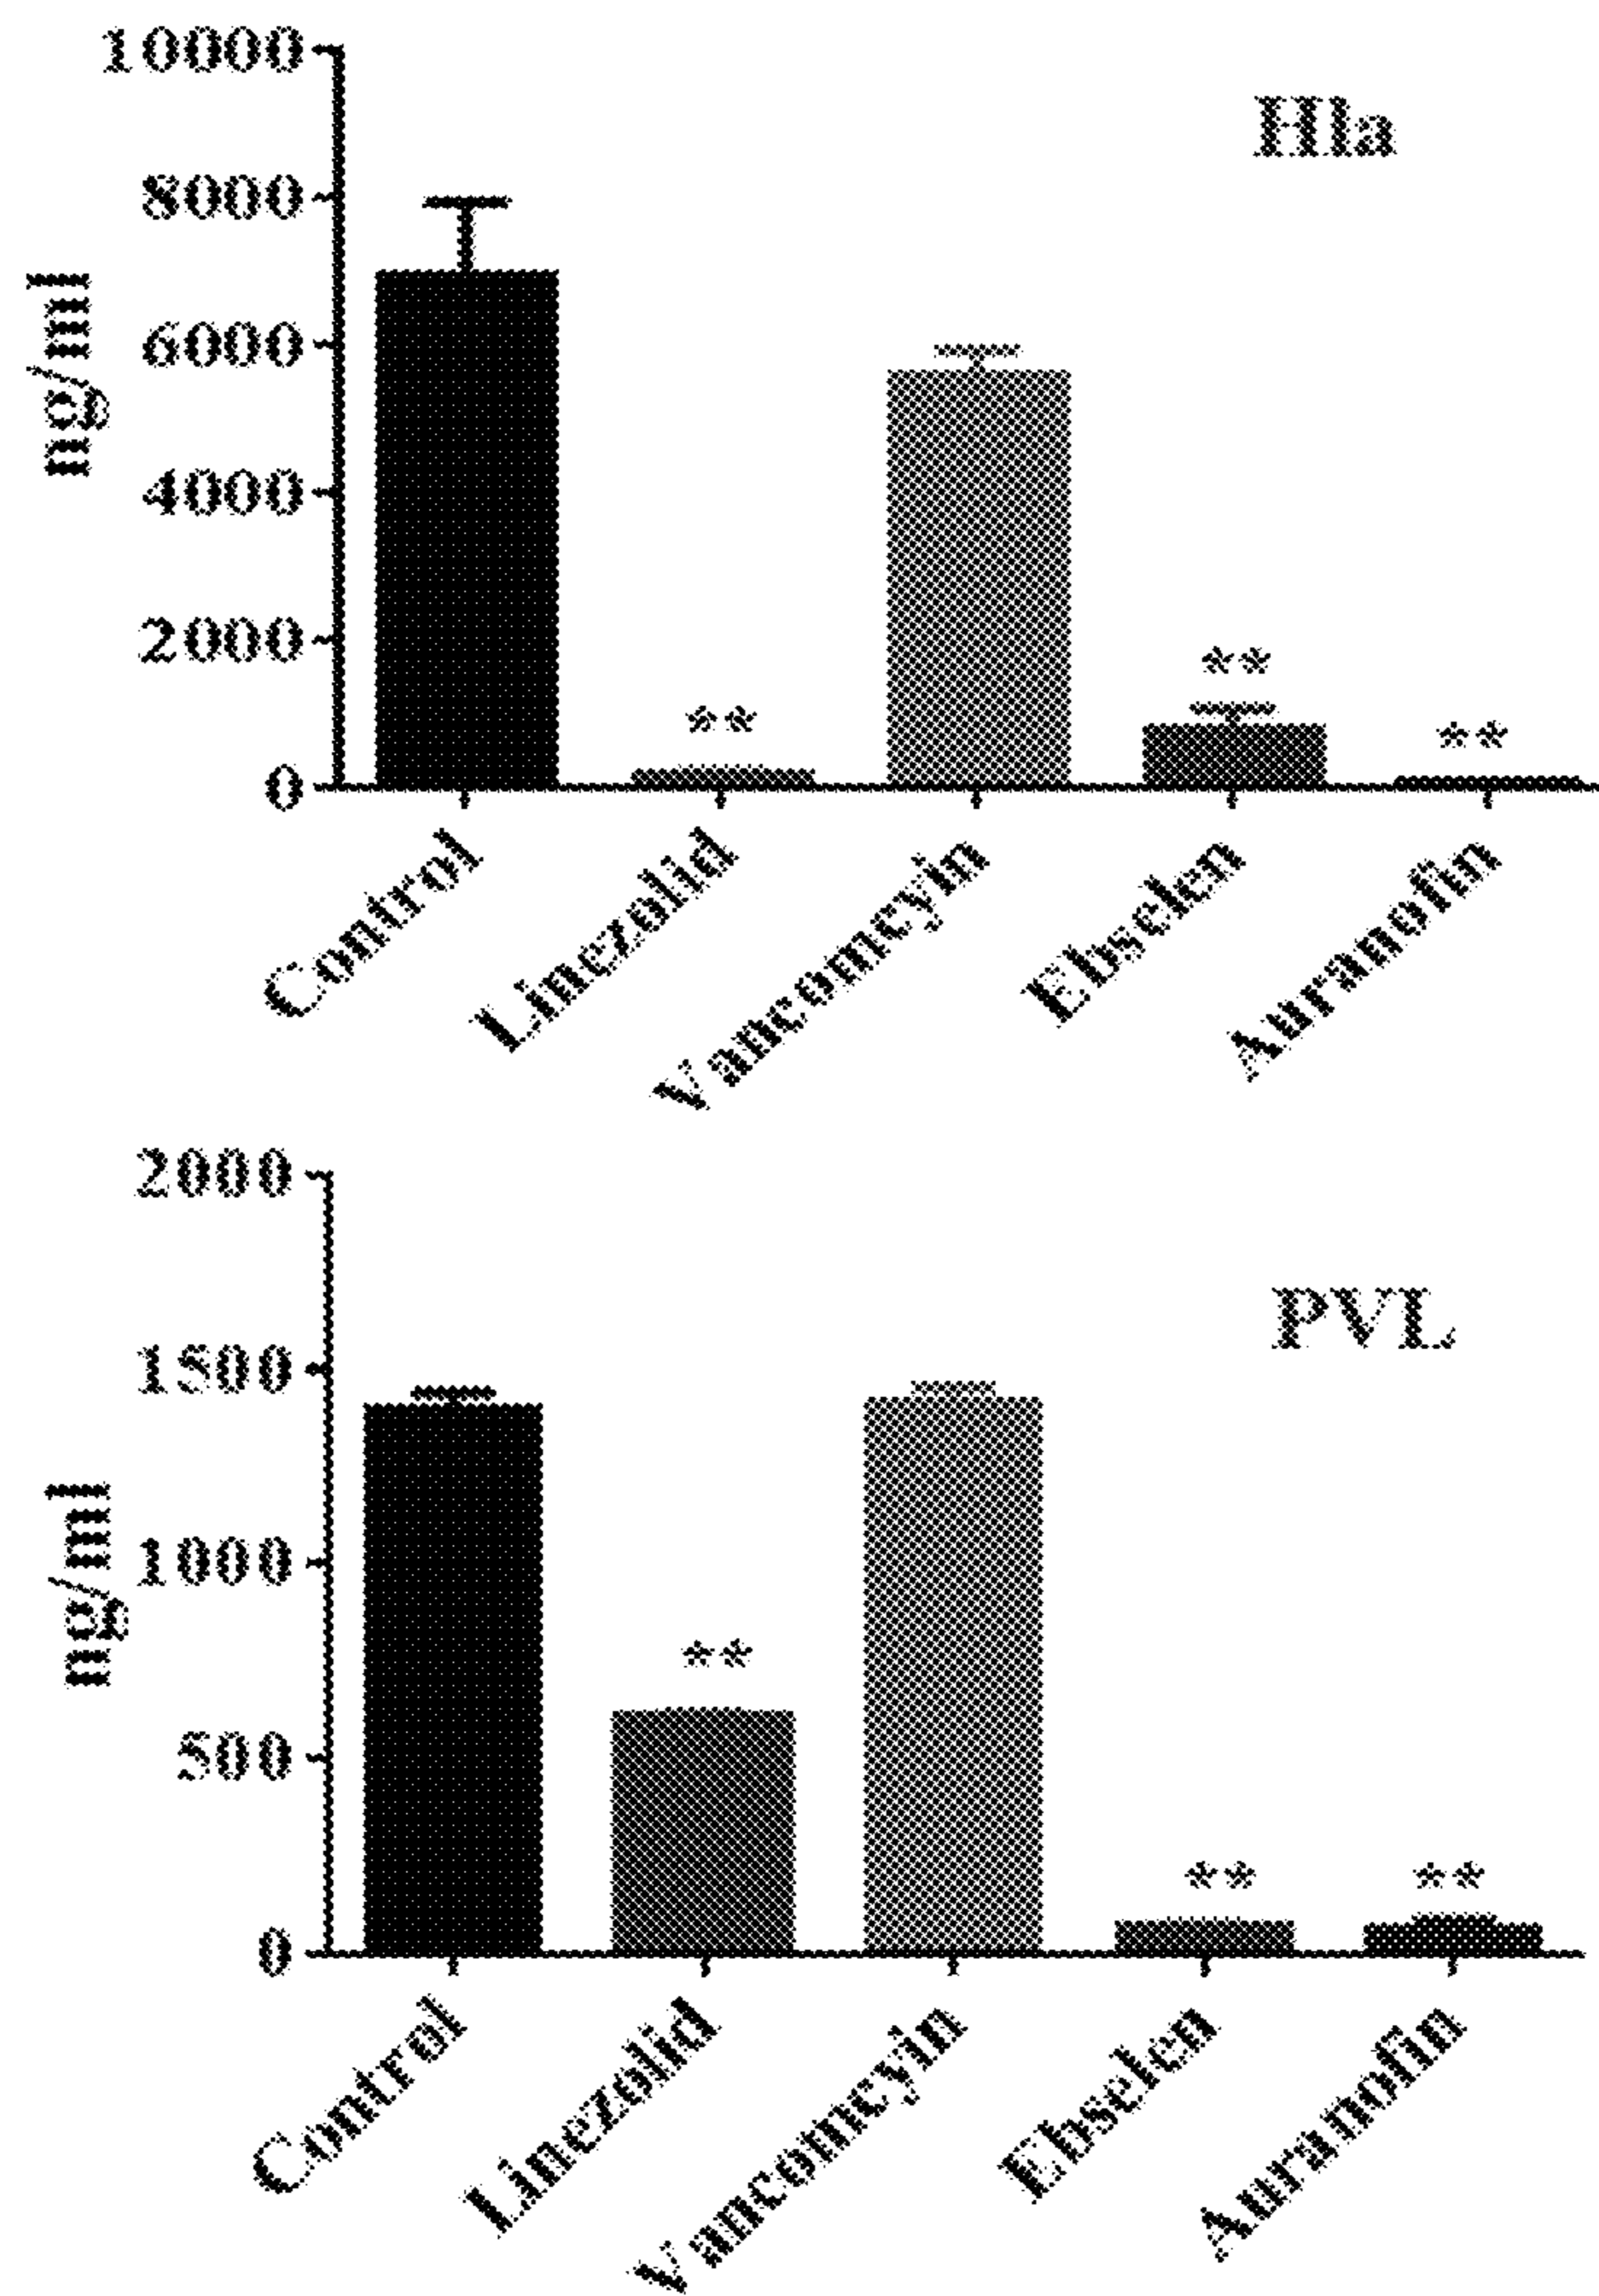 10000
Hla
8000
6000
ng/ml
4000
**
2000
**
**
0
Control
Linezolid
Vancomcyin
Ebselen
Auranofin
2000
PVL
1500
1000
ng/ml
**
500
**
**
0
Control
Linezolid
Vancomcyin
Ebselen
Auranofin